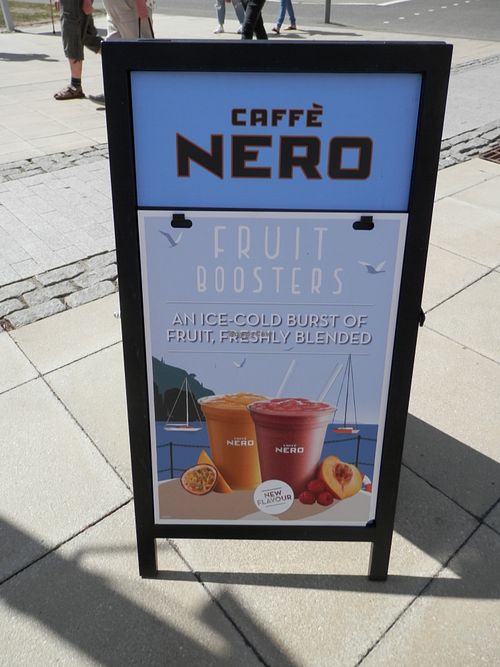 CAFFÈ
NERO
FRUIT
BOOSTERS
AN ICE-COLD BURST OF
FRUIT, FRESHLY BLENDED
CAFFÈ
NERO
CAFFÈ
NERO
NEW
FLAVOUR